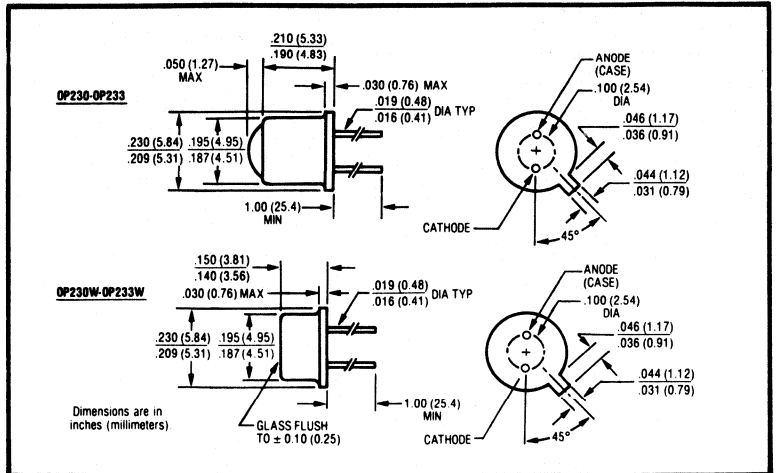 .210 (5.33)
.190 (4.83)
.050 (1.27)
MAX
.030 (0.76) MAX
OP230-OP233
.019 (0.48)
.016 (0.41)
DIA TYP
.230 (5.84)
.209 (5.31)
.195 (4.95)
.187 (4.51)
1.00 (25.4)
MIN
ANODE
(CASE)
.100 (2.54)
DIA
.046 (1.17)
.036 (0.91)
.044 (1.12)
.031 (0.79)
CATHODE
45°
.150 (3.81)
.140 (3.56)
OP230W-OP233W
.030 (0.76) MAX
.019 (0.48)
.016 (0.41)
DIA TYP
.230 (5.84)
.209 (5.31)
.195 (4.95)
.187 (4.51)
1.00 (25.4)
MIN
Dimensions are in
inches (millimeters).
GLASS FLUSH
TO ± 0.10 (0.25)
ANODE
(CASE)
.100 (2.54)
DIA
.046 (1.17)
.036 (0.91)
.044 (1.12)
.031 (0.79)
CATHODE
45°